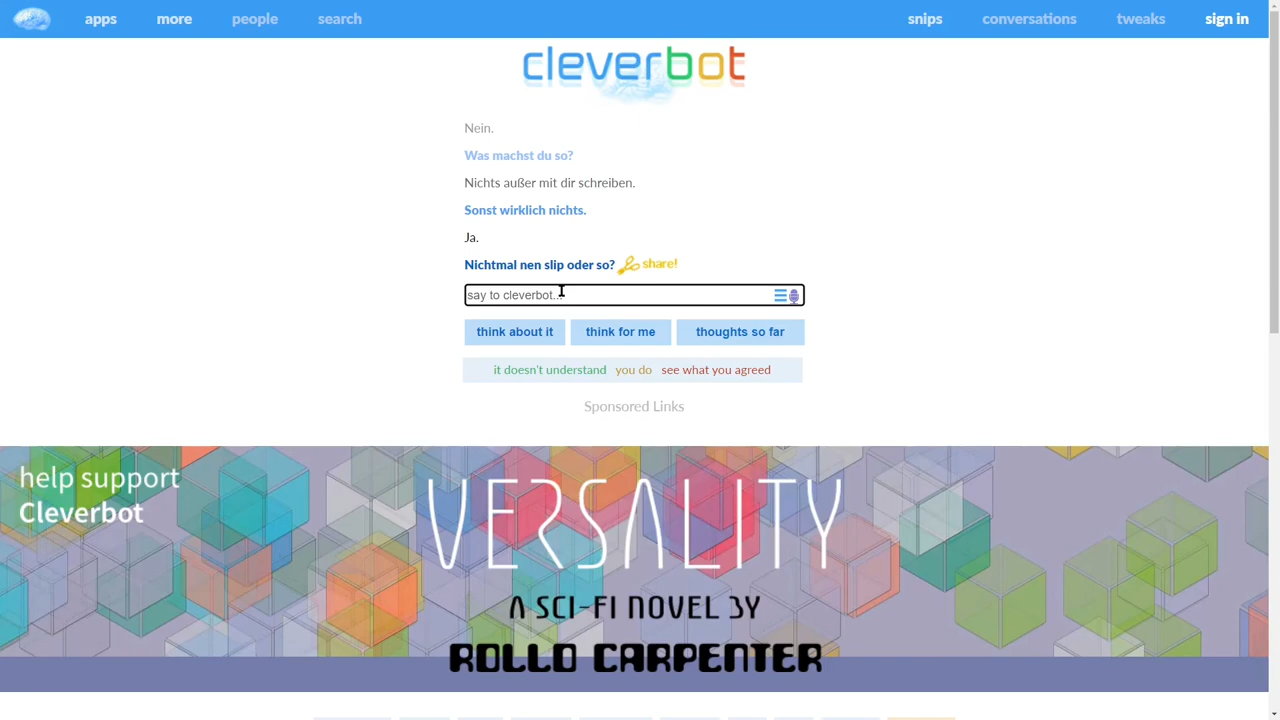 apps more people search snips conversations tweaks sign in
cleverbot
Nein.
Was machst du so?
Nichts außer mit dir schreiben.
Sonst wirklich nichts.
Ja.
Nichtmal nen slip oder so? share!
say to cleverbot...
think about it think for me thoughts so far
it doesn't understand you do see what you agreed
Sponsored Links
help support
Cleverbot
VERSALITY
A SCI-FI NOVEL BY
ROLLO CARPENTER